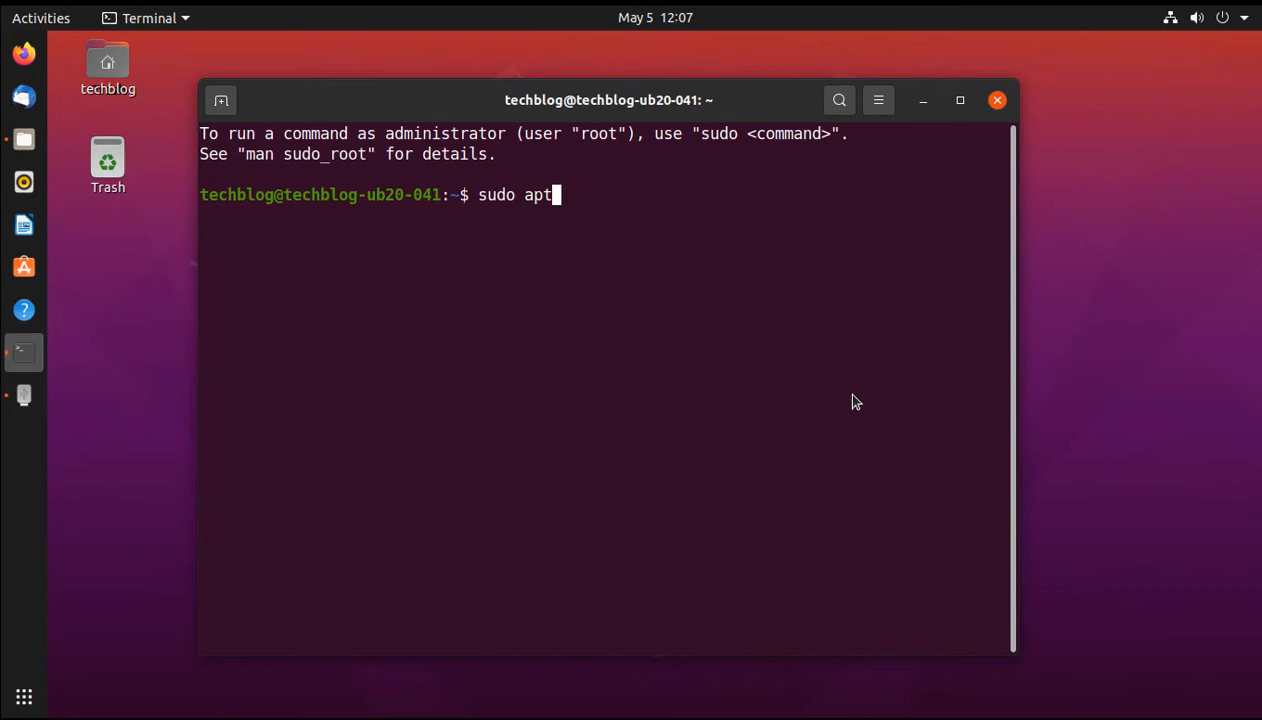 Activities
Terminal
May 5 12:07
techblog
Trash
techblog@techblog-ub20-041: ~
To run a command as administrator (user "root"), use "sudo <command>".
See "man sudo_root" for details.
techblog@techblog-ub20-041:~$ sudo apt